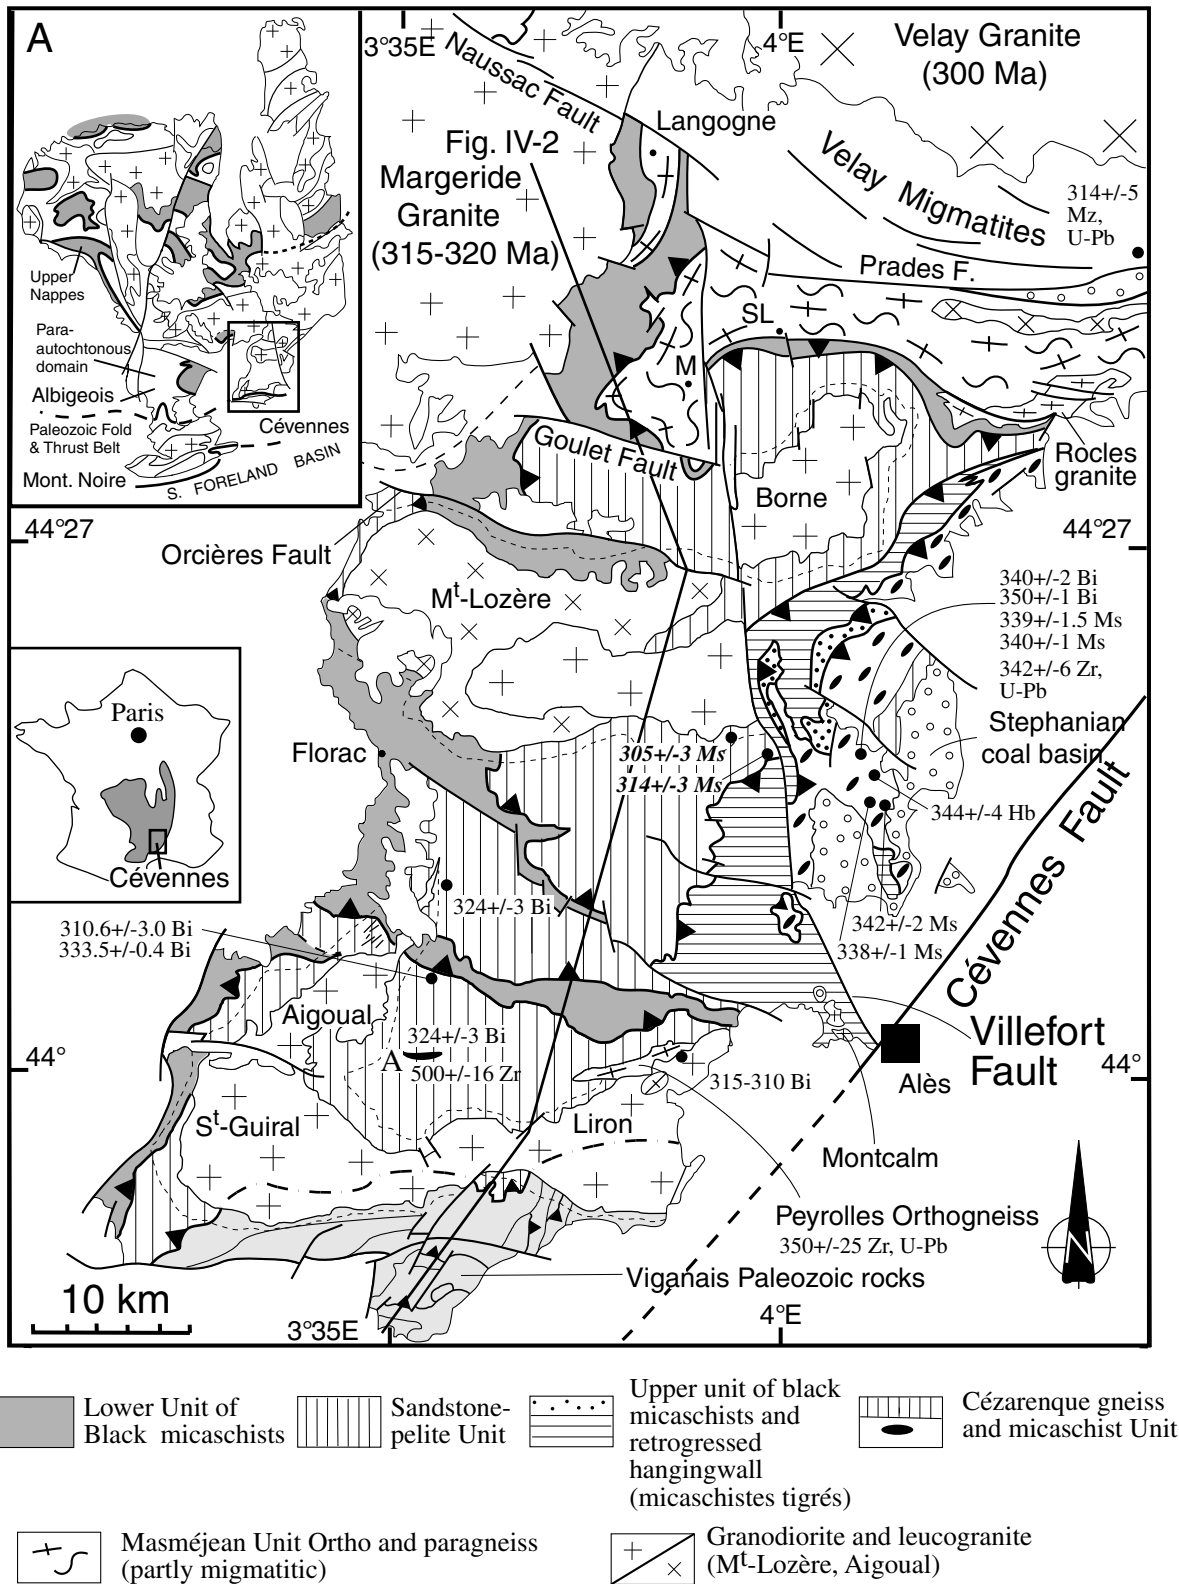 A
Upper
Nappes
Para-
autochtonous
domain
Albigeois
Paleozoic Fold
& Thrust Belt
Mont. Noire
Cévennes
S. FORELAND BASIN
3°35E
4°E
Velay Granite
(300 Ma)
Naussac Fault
Langogne
Fig. IV-2
Margeride
Granite
(315-320 Ma)
Velay Migmatites
314+/-5
Mz,
U-Pb
Prades F.
SL
M
Goulet Fault
Borne
Rocles
granite
44°27
44°27
Orcières Fault
Mt-Lozère
340+/-2 Bi
350+/-1 Bi
339+/-1.5 Ms
340+/-1 Ms
342+/-6 Zr,
U-Pb
Stephanian
coal basin
Paris
Cévennes
Florac
305+/-3 Ms
314+/-3 Ms
344+/-4 Hb
Cévennes Fault
324+/-3 Bi
342+/-2 Ms
338+/-1 Ms
310.6+/-3.0 Bi
333.5+/-0.4 Bi
Aigoual
324+/-3 Bi
A
500+/-16 Zr
Villefort
Fault
44°
44°
315-310 Bi
Alès
St-Guiral
Liron
Montcalm
Peyrolles Orthogneiss
350+/-25 Zr, U-Pb
Viganais Paleozoic rocks
N
10 km
3°35E
4°E
Lower Unit of
Black micaschists
Sandstone-
pelite Unit
Upper unit of black
micaschists and
retrogressed
hangingwall
(micaschistes tigrés)
Cézarenque gneiss
and micaschist Unit
Masméjean Unit Ortho and paragneiss
(partly migmatitic)
Granodiorite and leucogranite
(Mt-Lozère, Aigoual)